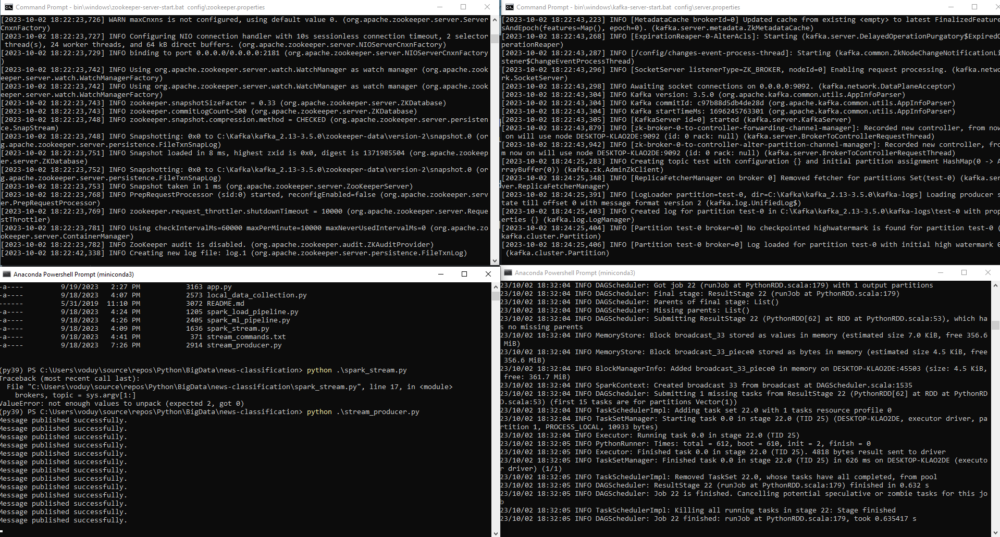 Command Prompt - bin\windows\zookeeper-server-start.bat  config\zookeeper.properties
[2023-10-02 18:22:23,726] WARN maxCnxns is not configured, using default value 0. (org.apache.zookeeper.server.Server
CnxnFactory)
[2023-10-02 18:22:23,727] INFO Configuring NIO connection handler with 10s sessionless connection timeout, 2 selector
thread(s), 24 worker threads, and 64 kB direct buffers. (org.apache.zookeeper.server.NIOServerCnxnFactory)
[2023-10-02 18:22:23,729] INFO binding to port 0.0.0.0/0.0.0.0:2181 (org.apache.zookeeper.server.NIOServerCnxnFactory
)
[2023-10-02 18:22:23,742] INFO Using org.apache.zookeeper.server.watch.WatchManager as watch manager (org.apache.zook
eeper.server.watch.WatchManagerFactory)
[2023-10-02 18:22:23,742] INFO Using org.apache.zookeeper.server.watch.WatchManager as watch manager (org.apache.zook
eeper.server.watch.WatchManagerFactory)
[2023-10-02 18:22:23,743] INFO zookeeper.snapshotSizeFactor = 0.33 (org.apache.zookeeper.server.ZKDatabase)
[2023-10-02 18:22:23,743] INFO zookeeper.commitLogCount=500 (org.apache.zookeeper.server.ZKDatabase)
[2023-10-02 18:22:23,748] INFO zookeeper.snapshot.compression.method = CHECKED (org.apache.zookeeper.server.persisten
ce.SnapStream)
[2023-10-02 18:22:23,748] INFO Snapshotting: 0x0 to C:\Kafka\kafka_2.13-3.5.0\zookeeper-data\version-2\snapshot.0 (or
g.apache.zookeeper.server.persistence.FileTxnSnapLog)
[2023-10-02 18:22:23,751] INFO Snapshot loaded in 8 ms, highest zxid is 0x0, digest is 1371985504 (org.apache.zookeep
er.server.ZKDatabase)
[2023-10-02 18:22:23,752] INFO Snapshotting: 0x0 to C:\Kafka\kafka_2.13-3.5.0\zookeeper-data\version-2\snapshot.0 (or
g.apache.zookeeper.server.persistence.FileTxnSnapLog)
[2023-10-02 18:22:23,753] INFO Snapshot taken in 1 ms (org.apache.zookeeper.server.ZooKeeperServer)
[2023-10-02 18:22:23,768] INFO PrepRequestProcessor (sid:0) started, reconfigEnabled=false (org.apache.zookeeper.serv
er.PrepRequestProcessor)
[2023-10-02 18:22:23,769] INFO zookeeper.request_throttler.shutdownTimeout = 10000 (org.apache.zookeeper.server.Reque
stThrottler)
[2023-10-02 18:22:23,781] INFO Using checkIntervalMs=60000 maxPerMinute=10000 maxNeverUsedIntervalMs=0 (org.apache.zo
okeeper.server.ContainerManager)
[2023-10-02 18:22:23,782] INFO ZooKeeper audit is disabled. (org.apache.zookeeper.audit.ZKAuditProvider)
[2023-10-02 18:22:42,338] INFO Creating new log file: log.1 (org.apache.zookeeper.server.persistence.FileTxnLog)
Command Prompt - bin\windows\kafka-server-start.bat  config\server.properties
[2023-10-02 18:22:43,223] INFO [MetadataCache brokerId=0] Updated cache from existing <empty> to latest FinalizedFeature
sAndEpoch(features=Map(), epoch=0). (kafka.server.metadata.ZkMetadataCache)
[2023-10-02 18:22:43,268] INFO [ExpirationReaper-0-AlterAcls]: Starting (kafka.server.DelayedOperationPurgatory$ExpiredO
perationReaper)
[2023-10-02 18:22:43,287] INFO [/config/changes-event-process-thread]: Starting (kafka.common.ZkNodeChangeNotificationLi
stener$ChangeEventProcessThread)
[2023-10-02 18:22:43,296] INFO [SocketServer listenerType=ZK_BROKER, nodeId=0] Enabling request processing. (kafka.netwo
rk.SocketServer)
[2023-10-02 18:22:43,298] INFO Awaiting socket connections on 0.0.0.0:9092. (kafka.network.DataPlaneAcceptor)
[2023-10-02 18:22:43,304] INFO Kafka version: 3.5.0 (org.apache.kafka.common.utils.AppInfoParser)
[2023-10-02 18:22:43,304] INFO Kafka commitId: c97b88d5db4de28d (org.apache.kafka.common.utils.AppInfoParser)
[2023-10-02 18:22:43,304] INFO Kafka startTimeMs: 1696245763301 (org.apache.kafka.common.utils.AppInfoParser)
[2023-10-02 18:22:43,305] INFO [KafkaServer id=0] started (kafka.server.KafkaServer)
[2023-10-02 18:22:43,879] INFO [zk-broker-0-to-controller-forwarding-channel-manager]: Recorded new controller, from now
on will use node DESKTOP-KLAO2DE:9092 (id: 0 rack: null) (kafka.server.BrokerToControllerRequestThread)
[2023-10-02 18:22:43,942] INFO [zk-broker-0-to-controller-alter-partition-channel-manager]: Recorded new controller, fro
m now on will use node DESKTOP-KLAO2DE:9092 (id: 0 rack: null) (kafka.server.BrokerToControllerRequestThread)
[2023-10-02 18:24:25,283] INFO Creating topic test with configuration {} and initial partition assignment HashMap(0 -> A
rrayBuffer(0)) (kafka.zk.AdminZkClient)
[2023-10-02 18:24:25,348] INFO [ReplicaFetcherManager on broker 0] Removed fetcher for partitions Set(test-0) (kafka.ser
ver.ReplicaFetcherManager)
[2023-10-02 18:24:25,391] INFO [LogLoader partition=test-0, dir=C:\Kafka\kafka_2.13-3.5.0\kafka-logs] Loading producer s
tate till offset 0 with message format version 2 (kafka.log.UnifiedLog$)
[2023-10-02 18:24:25,403] INFO Created log for partition test-0 in C:\Kafka\kafka_2.13-3.5.0\kafka-logs\test-0 with prop
erties {} (kafka.log.LogManager)
[2023-10-02 18:24:25,404] INFO [Partition test-0 broker=0] No checkpointed highwatermark is found for partition test-0 (
kafka.cluster.Partition)
[2023-10-02 18:24:25,406] INFO [Partition test-0 broker=0] Log loaded for partition test-0 with initial high watermark 0
(kafka.cluster.Partition)
Anaconda Powershell Prompt (miniconda3)
-a----         9/19/2023   2:27 PM           3163 app.py
-a----         9/18/2023   4:07 PM           2573 local_data_collection.py
------         5/31/2019  11:10 PM           3072 README.md
-a----         9/18/2023   4:24 PM           1205 spark_load_pipeline.py
-a----         9/18/2023   4:26 PM           2405 spark_ml_pipeline.py
-a----         9/18/2023   4:09 PM           1636 spark_stream.py
-a----         9/18/2023   4:41 PM            371 stream_commands.txt
-a----         9/18/2023   7:26 PM           2914 stream_producer.py
(py39) PS C:\Users\voduy\source\repos\Python\BigData\news-classification> python .\spark_stream.py
Traceback (most recent call last):
  File "C:\Users\voduy\source\repos\Python\BigData\news-classification\spark_stream.py", line 17, in <module>
    brokers, topic = sys.argv[1:]
ValueError: not enough values to unpack (expected 2, got 0)
(py39) PS C:\Users\voduy\source\repos\Python\BigData\news-classification> python .\stream_producer.py
Message published successfully.
Message published successfully.
Message published successfully.
Message published successfully.
Message published successfully.
Message published successfully.
Message published successfully.
Message published successfully.
Message published successfully.
Message published successfully.
Message published successfully.
Message published successfully.
Message published successfully.
Anaconda Powershell Prompt (miniconda3)
23/10/02 18:32:04 INFO DAGScheduler: Got job 22 (runJob at PythonRDD.scala:179) with 1 output partitions
23/10/02 18:32:04 INFO DAGScheduler: Final stage: ResultStage 22 (runJob at PythonRDD.scala:179)
23/10/02 18:32:04 INFO DAGScheduler: Parents of final stage: List()
23/10/02 18:32:04 INFO DAGScheduler: Missing parents: List()
23/10/02 18:32:04 INFO DAGScheduler: Submitting ResultStage 22 (PythonRDD[62] at RDD at PythonRDD.scala:53), which ha
s no missing parents
23/10/02 18:32:04 INFO MemoryStore: Block broadcast_33 stored as values in memory (estimated size 7.0 KiB, free 356.6
MiB)
23/10/02 18:32:04 INFO MemoryStore: Block broadcast_33_piece0 stored as bytes in memory (estimated size 4.5 KiB, free
356.6 MiB)
23/10/02 18:32:04 INFO BlockManagerInfo: Added broadcast_33_piece0 in memory on DESKTOP-KLAO2DE:45503 (size: 4.5 KiB,
free: 361.7 MiB)
23/10/02 18:32:04 INFO SparkContext: Created broadcast 33 from broadcast at DAGScheduler.scala:1535
23/10/02 18:32:04 INFO DAGScheduler: Submitting 1 missing tasks from ResultStage 22 (PythonRDD[62] at RDD at PythonRD
D.scala:53) (first 15 tasks are for partitions Vector(1))
23/10/02 18:32:04 INFO TaskSchedulerImpl: Adding task set 22.0 with 1 tasks resource profile 0
23/10/02 18:32:04 INFO TaskSetManager: Starting task 0.0 in stage 22.0 (TID 25) (DESKTOP-KLAO2DE, executor driver, pa
rtition 1, PROCESS_LOCAL, 10933 bytes)
23/10/02 18:32:04 INFO Executor: Running task 0.0 in stage 22.0 (TID 25)
23/10/02 18:32:04 INFO PythonRunner: Times: total = 612, boot = 610, init = 2, finish = 0
23/10/02 18:32:04 INFO Executor: Finished task 0.0 in stage 22.0 (TID 25). 4818 bytes result sent to driver
23/10/02 18:32:04 INFO TaskSetManager: Finished task 0.0 in stage 22.0 (TID 25) in 626 ms on DESKTOP-KLAO2DE (executo
r driver) (1/1)
23/10/02 18:32:05 INFO TaskSchedulerImpl: Removed TaskSet 22.0, whose tasks have all completed, from pool
23/10/02 18:32:05 INFO DAGScheduler: ResultStage 22 (runJob at PythonRDD.scala:179) finished in 0.632 s
23/10/02 18:32:05 INFO DAGScheduler: Job 22 is finished. Cancelling potential speculative or zombie tasks for this jo
b
23/10/02 18:32:05 INFO TaskSchedulerImpl: Killing all running tasks in stage 22: Stage finished
23/10/02 18:32:05 INFO DAGScheduler: Job 22 finished: runJob at PythonRDD.scala:179, took 0.635417 s